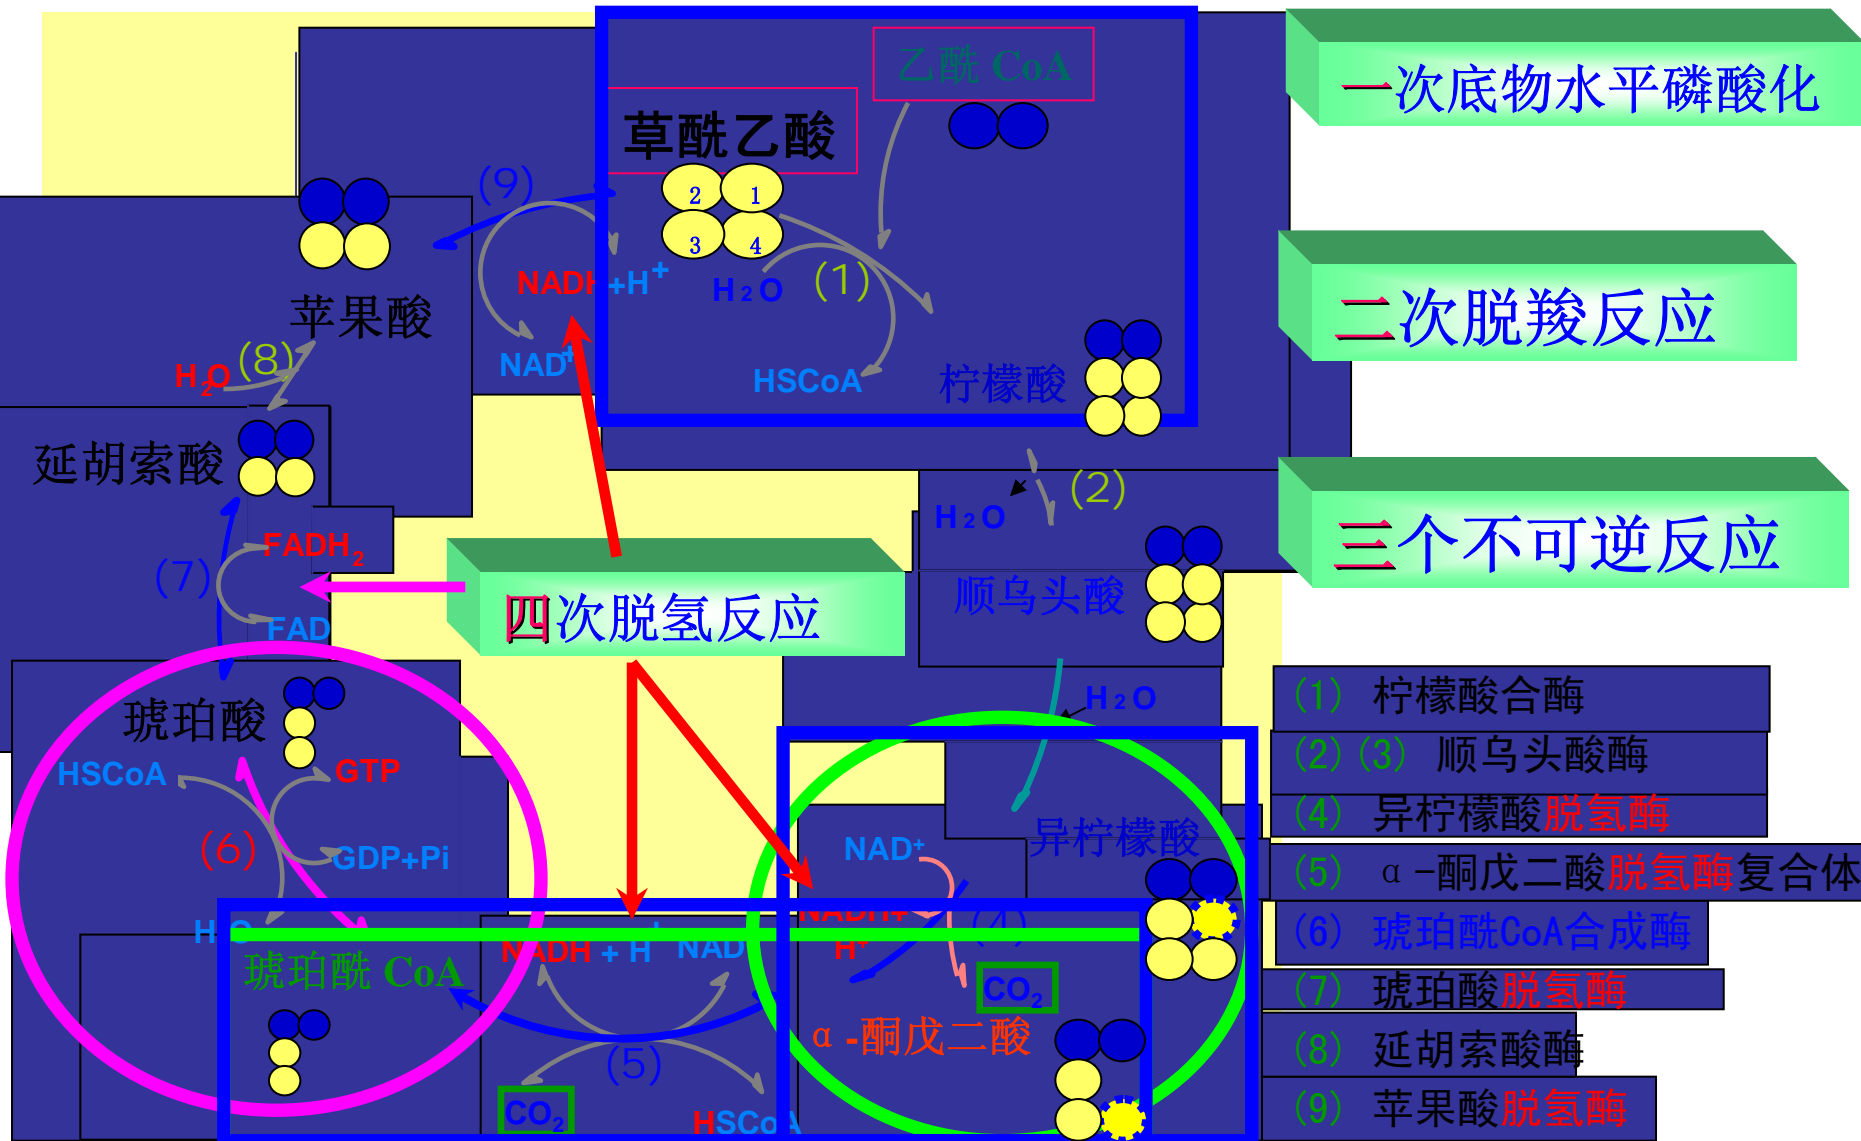 乙酰 CoA
草酰乙酸
2 1
3 4
一次底物水平磷酸化
二次脱羧反应
三个不可逆反应
四次脱氢反应
(9)
NADH+H+
NAD+
H2O
(1)
HSCoA
柠檬酸
苹果酸
H2O
(8)
延胡索酸
(2)
H2O
顺乌头酸
FADH2
(7)
FAD
H2O
琥珀酸
HSCoA
GTP
(6)
GDP+Pi
异柠檬酸
NAD+
NADH+
H+
(4)
CO2
琥珀酰 CoA
NADH + H+
NAD
α-酮戊二酸
(5)
CO2
HSCoA
(1) 柠檬酸合酶
(2)(3) 顺乌头酸酶
(4) 异柠檬酸脱氢酶
(5) α-酮戊二酸脱氢酶复合体
(6) 琥珀酰CoA合成酶
(7) 琥珀酸脱氢酶
(8) 延胡索酸酶
(9) 苹果酸脱氢酶